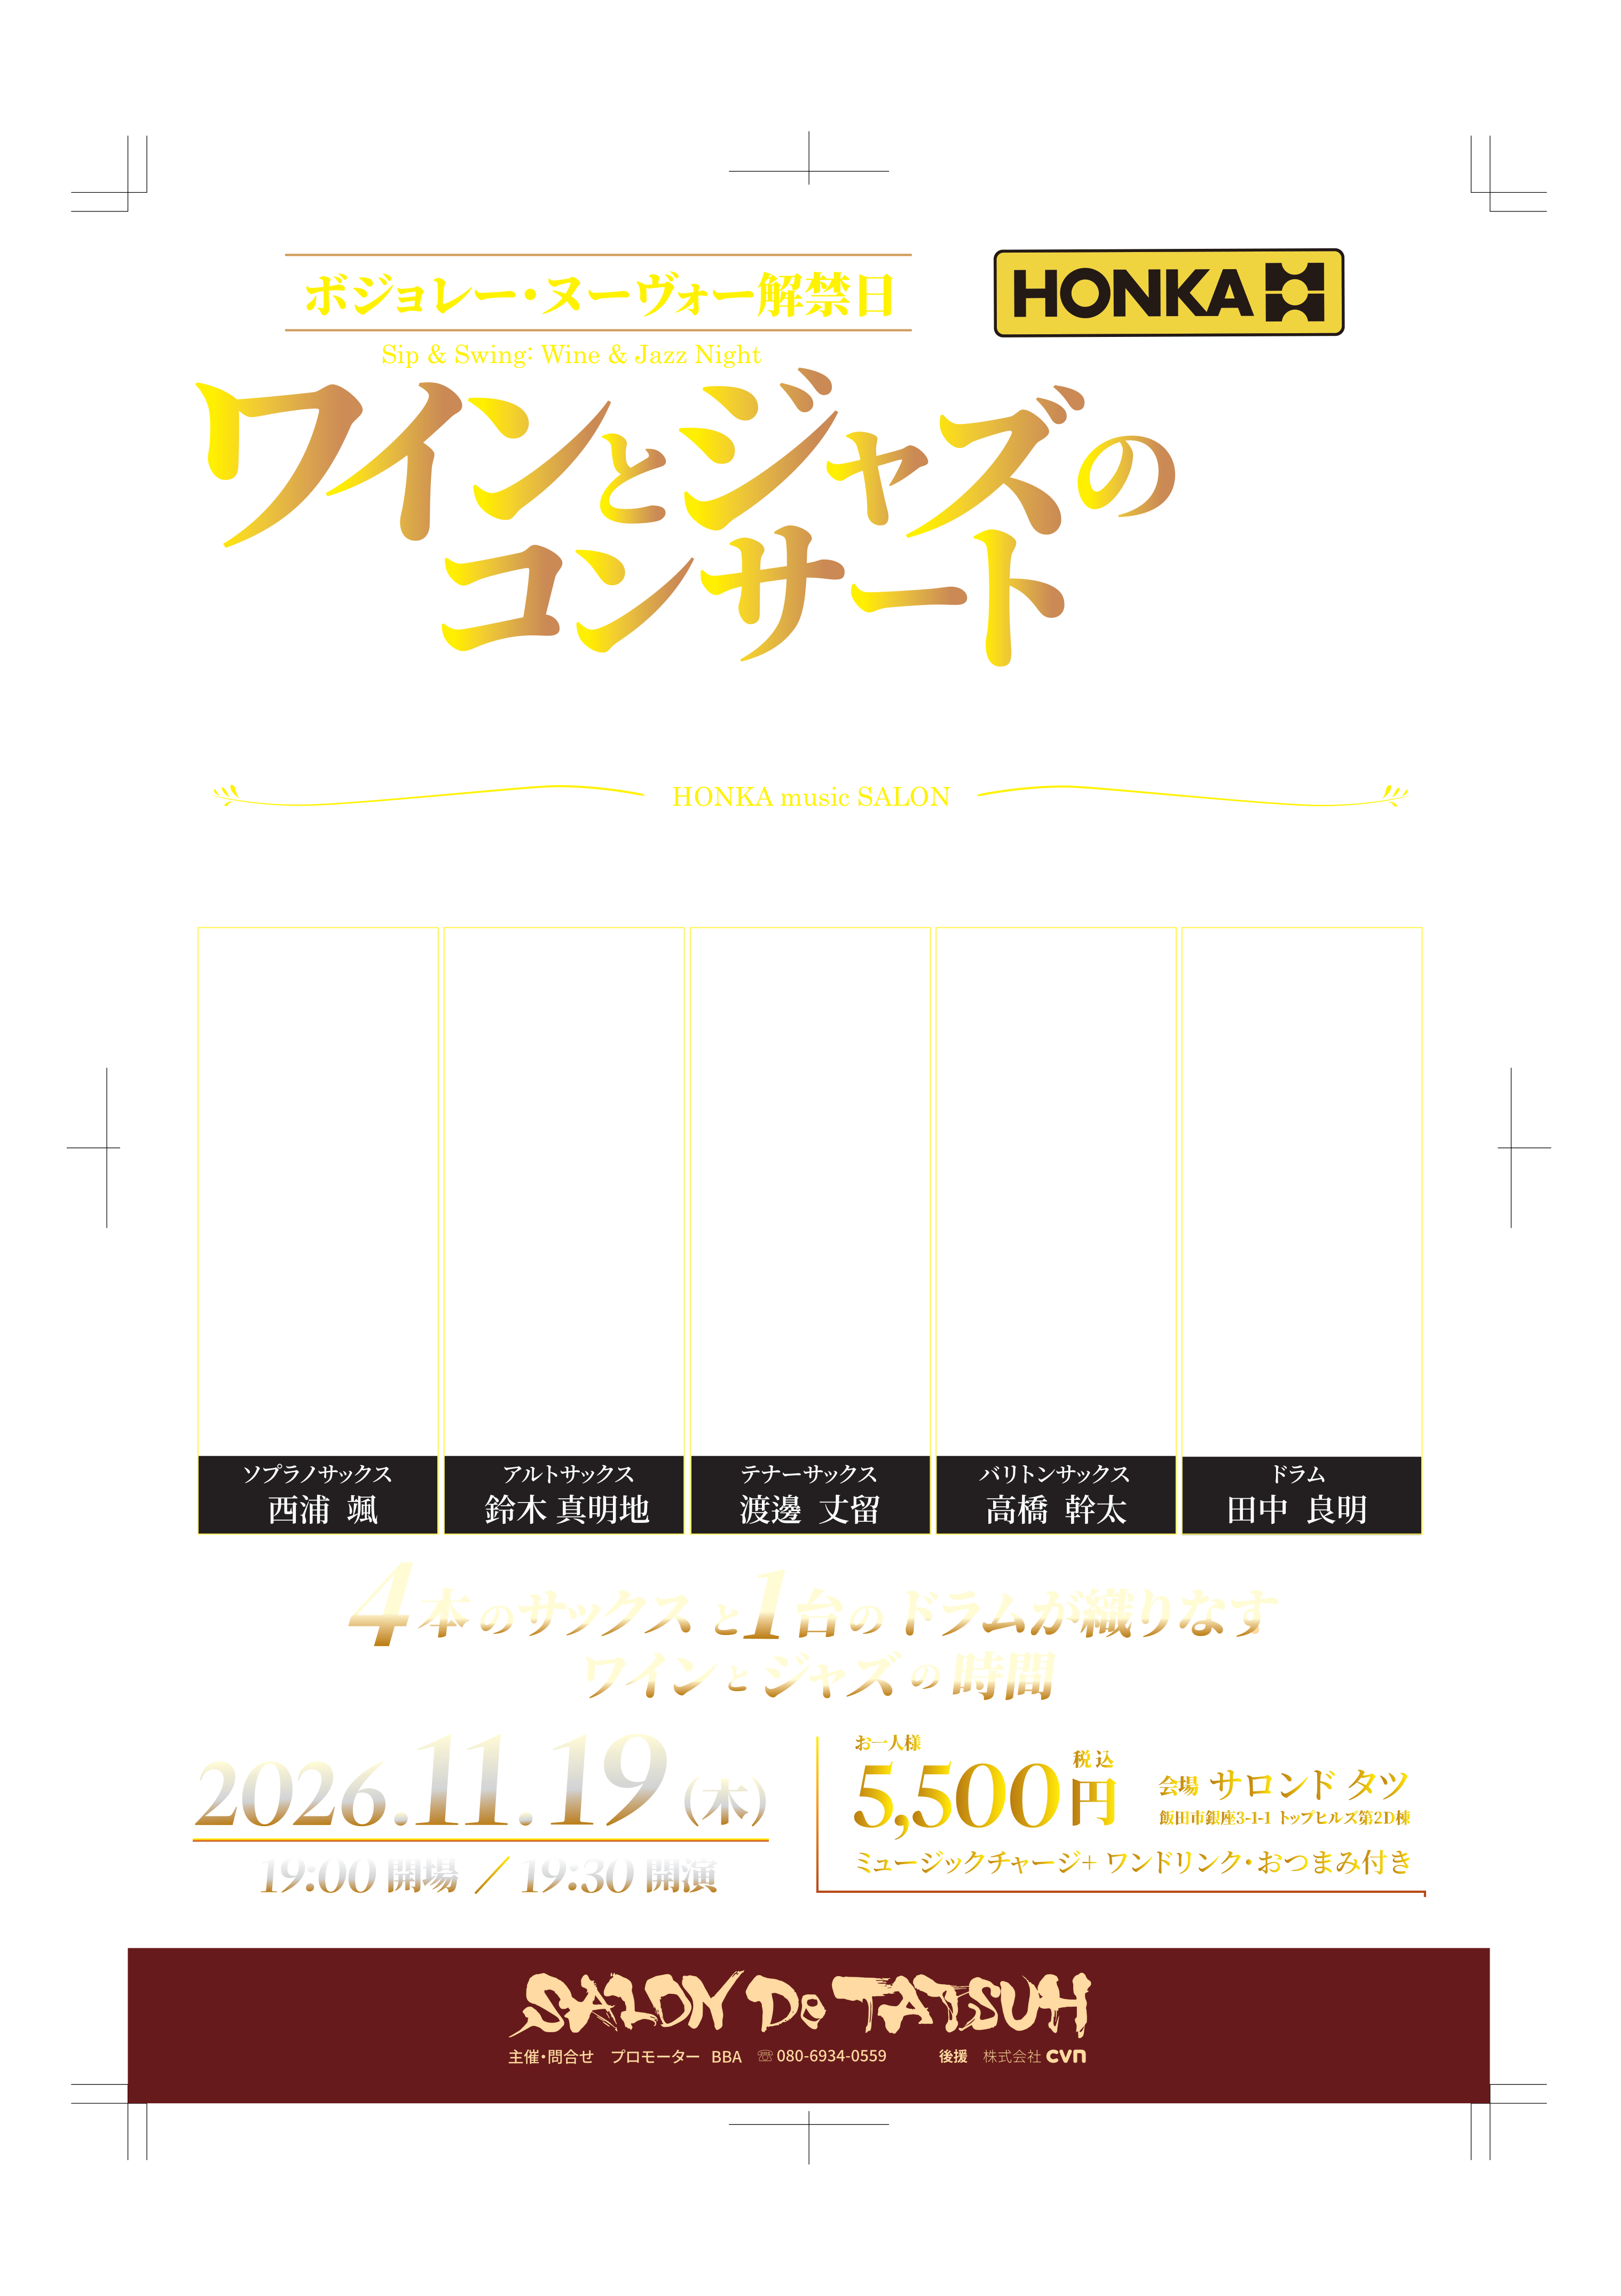 ボジョレー・ヌーヴォー解禁日
HONKA
Sip & Swing: Wine & Jazz Night
ワインとジャズの
コンサート
HONKA music SALON
ソプラノサックス
西浦 颯
アルトサックス
鈴木 真明地
テナーサックス
渡邊 丈留
バリトンサックス
高橋 幹太
ドラム
田中 良明
4本のサックスと1台のドラムが織りなす
ワインとジャズの時間
2026.11.19(木)
19:00 開場 / 19:30 開演
お一人様
5,500円 税込
会場 サロンド タツ
飯田市銀座3-1-1 トップヒルズ第2D棟
ミュージックチャージ+ ワンドリンク・おつまみ付き
SALON De TATSUH
主催・問合せ プロモーター BBA ☏080-6934-0559 後援 株式会社 cvn